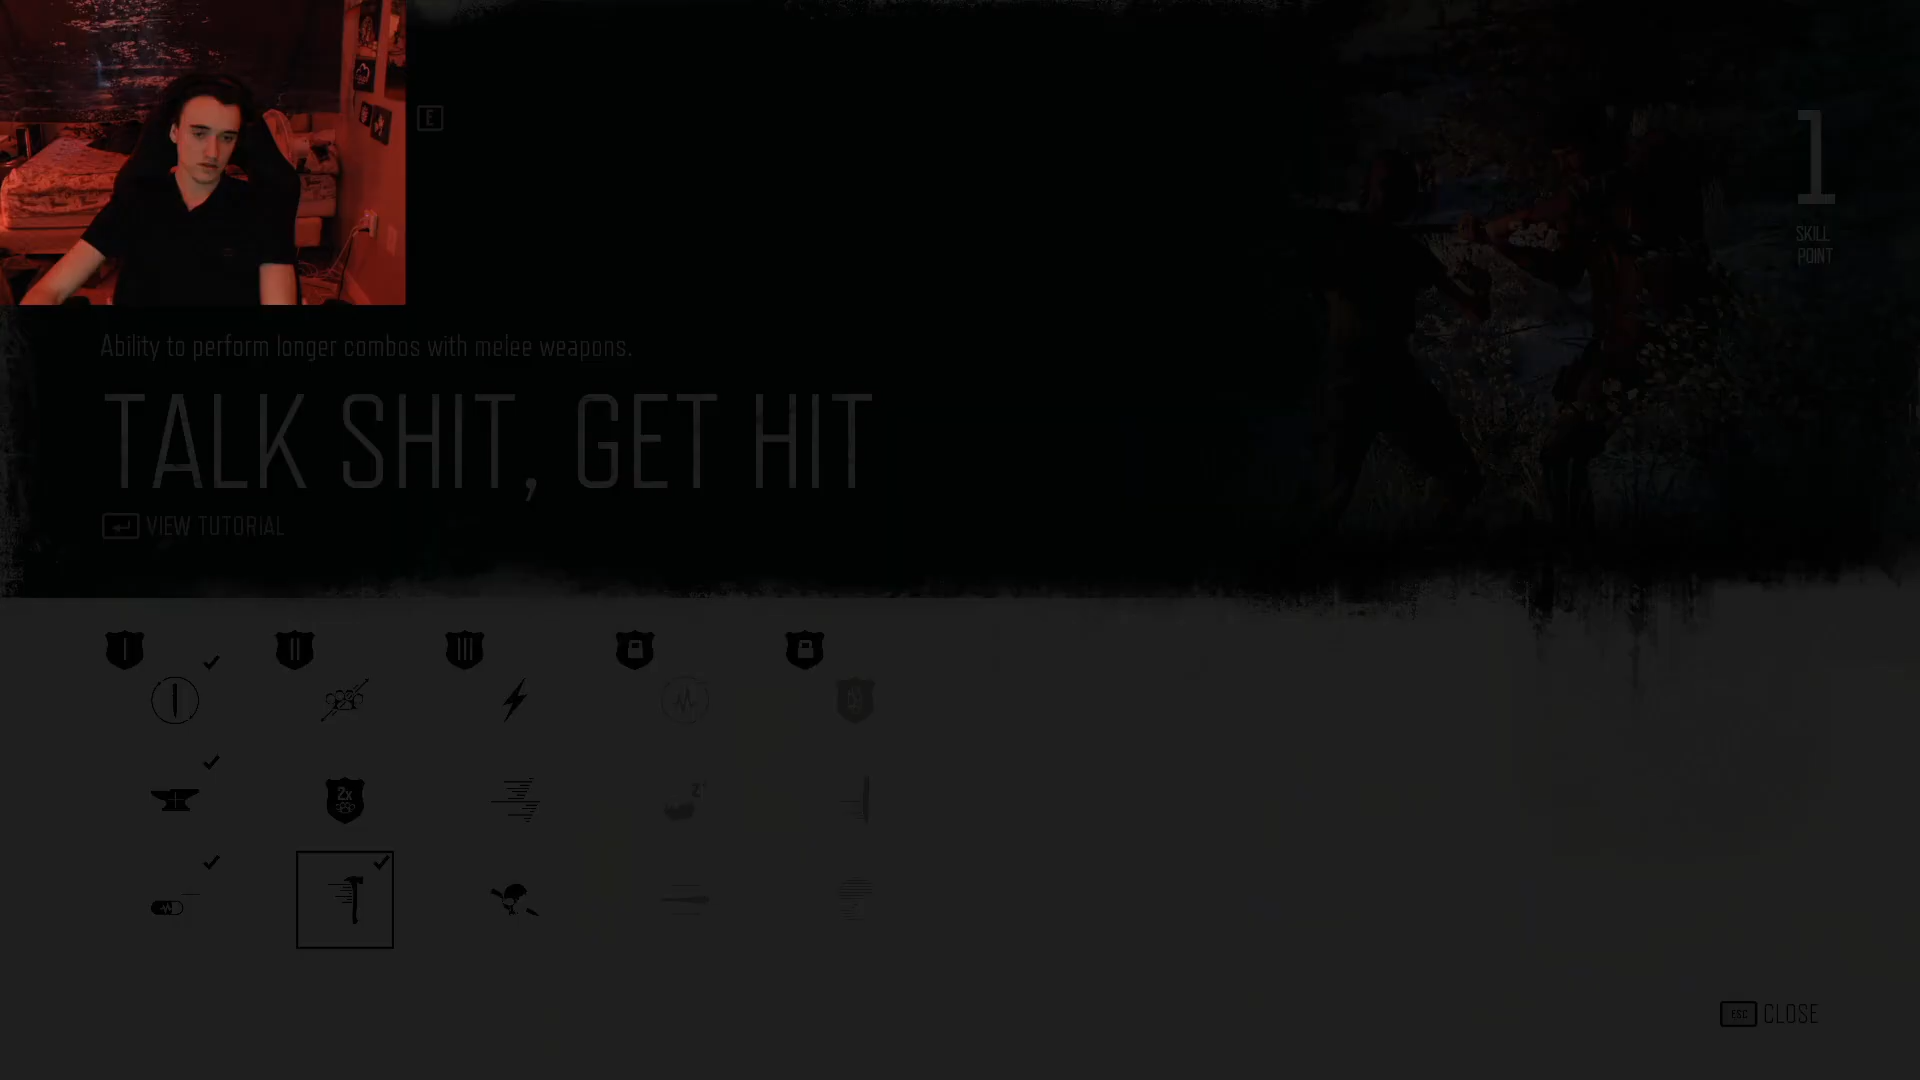 E
1
SKILL
POINT
Ability to perform longer combos with melee weapons.
TALK SHIT, GET HIT
VIEW TUTORIAL
2x
ESC CLOSE